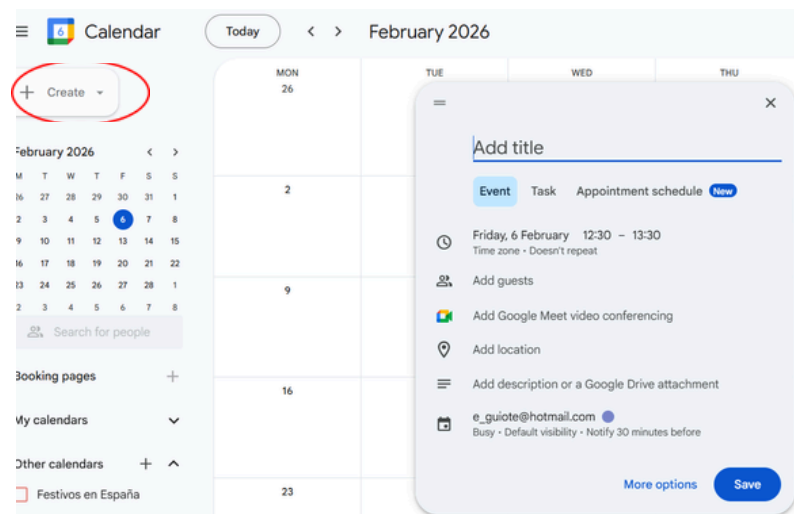 6 Calendar
Today
February 2026
+ Create
February 2026
M T W T F S S
26 27 28 29 30 31 1
2 3 4 5 6 7 8
9 10 11 12 13 14 15
16 17 18 19 20 21 22
23 24 25 26 27 28 1
2 3 4 5 6 7 8
Search for people
Booking pages
My calendars
Other calendars
Festivos en España
MON
26
TUE
WED
THU
2
9
16
23
Add title
Event Task Appointment schedule New
Friday, 6 February 12:30 – 13:30
Time zone • Doesn't repeat
Add guests
Add Google Meet video conferencing
Add location
Add description or a Google Drive attachment
e_guiote@hotmail.com
Busy • Default visibility • Notify 30 minutes before
More options
Save